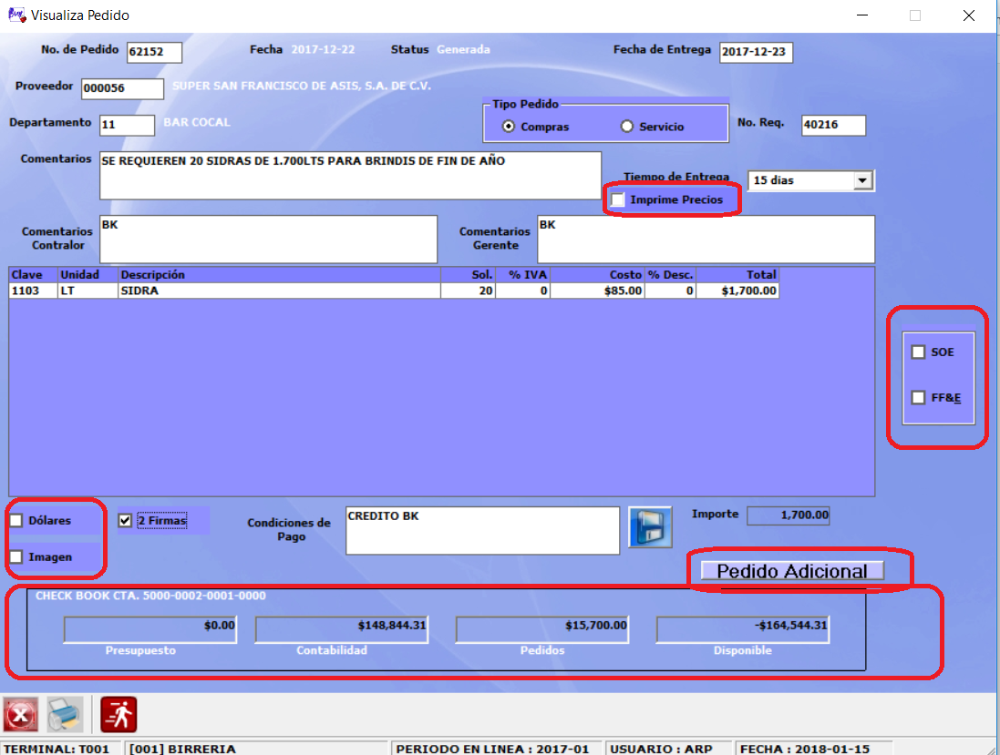 Visualiza Pedido
No. de Pedido 62152 Fecha 2017-12-22 Status Generada Fecha de Entrega 2017-12-23
Proveedor 000056 SUPER SAN FRANCISCO DE ASIS, S.A. DE C.V.
Tipo Pedido
Departamento 11 BAR COCAL Compras Servicio No. Req. 40216
Comentarios SE REQUIEREN 20 SIDRAS DE 1.700LTS PARA BRINDIS DE FIN DE AÑO
Tiempo de Entrega 15 dias
Imprime Precios
Comentarios Contralor BK Comentarios Gerente BK
Clave Unidad Descripción Sol. % IVA Costo % Desc. Total
1103 LT SIDRA 20 0 $85.00 0 $1,700.00
SOE
FF&E
Dólares 2 Firmas Condiciones de Pago CREDITO BK Importe 1,700.00
Imagen
Pedido Adicional
CHECK BOOK CTA. 5000-0002-0001-0000
$0.00 $148,844.31 $15,700.00 -$164,544.31
Presupuesto Contabilidad Pedidos Disponible
TERMINAL: T001 [001] BIRRERIA PERIODO EN LINEA : 2017-01 USUARIO : ARP FECHA : 2018-01-15